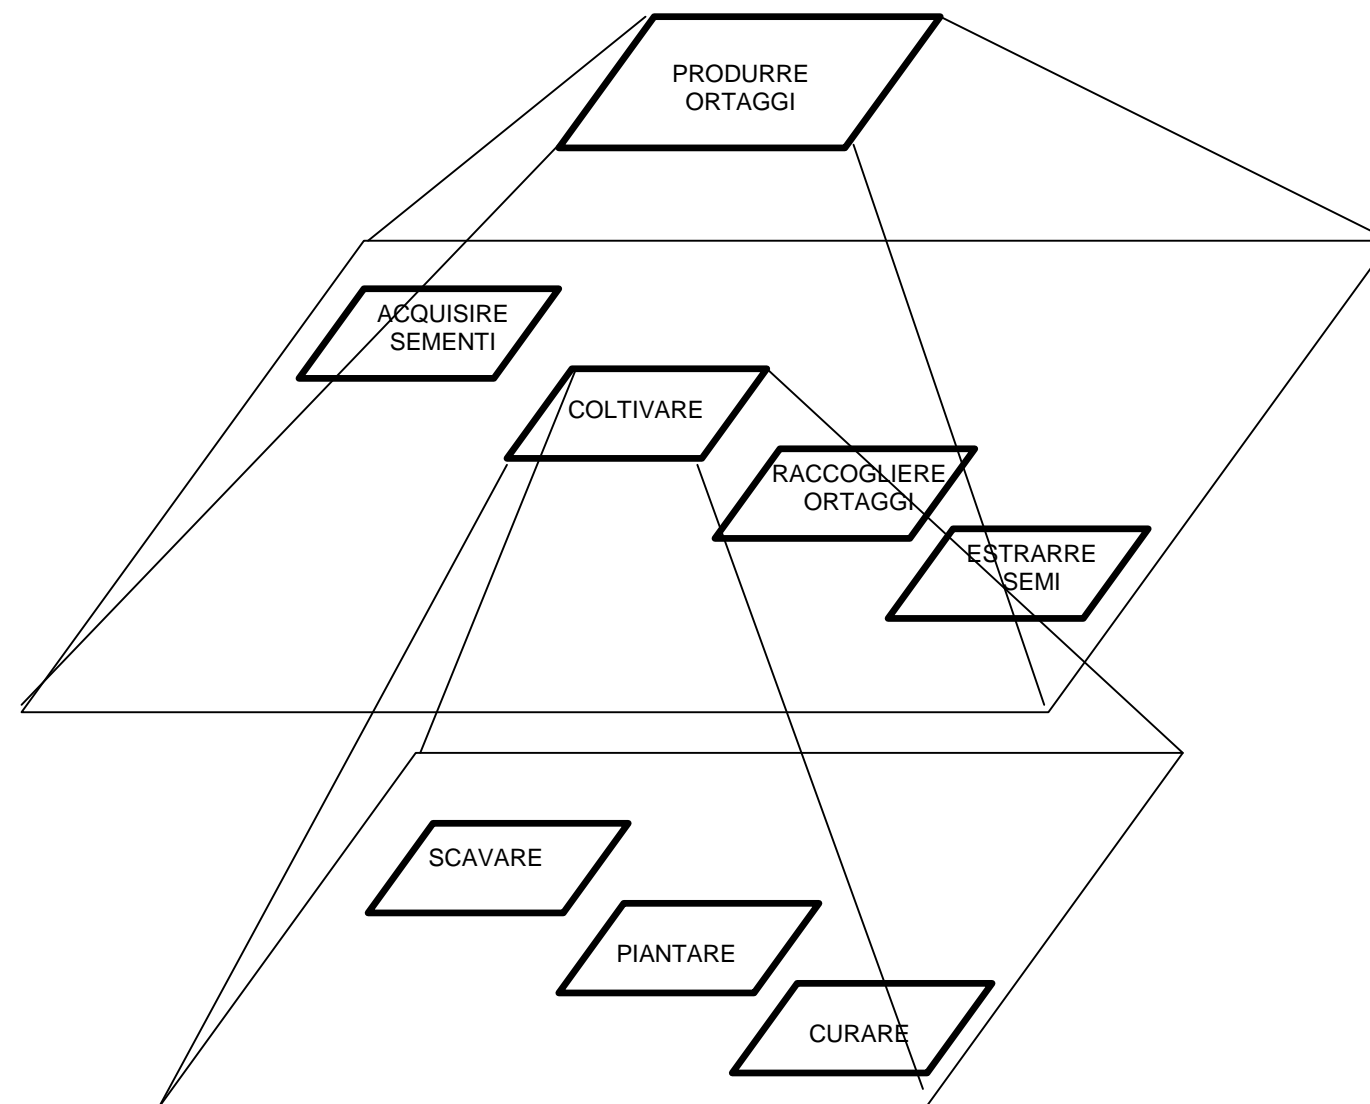 PRODURRE
ORTAGGI
ACQUISIRE
SEMENTI
COLTIVARE
RACCOGLIERE
ORTAGGI
ESTRARRE
SEMI
SCAVARE
PIANTARE
CURARE